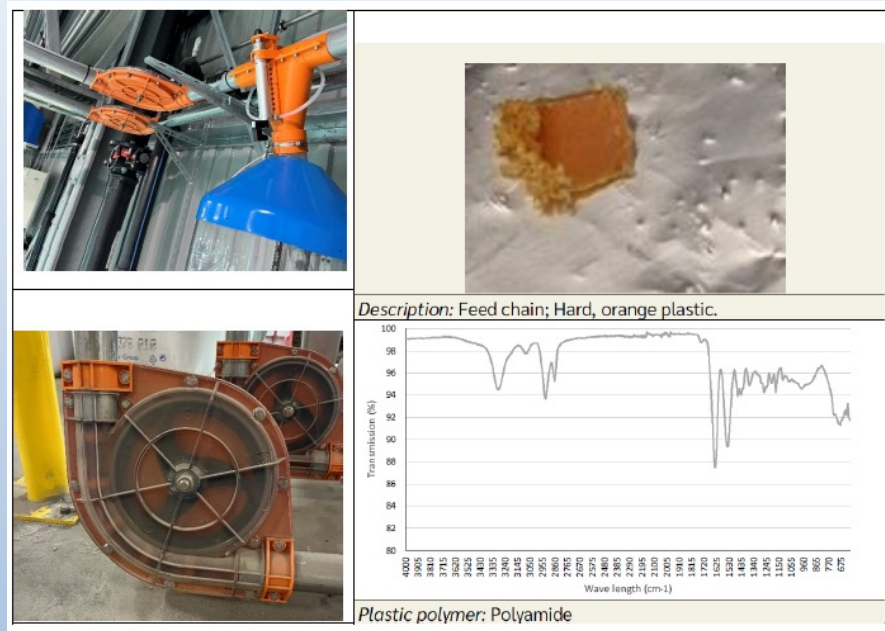 Description: Feed chain; Hard, orange plastic.
100
98
96
94
92
90
88
86
84
82
80
Transmission (%)
4000 3905 3810 3715 3620 3525 3430 3335 3240 3145 3050 2955 2860 2765 2670 2575 2480 2385 2290 2195 2100 2005 1910 1815 1720 1625 1530 1435 1340 1245 1150 1055 960 865 770 675
Wave length (cm-1)
Plastic polymer: Polyamide